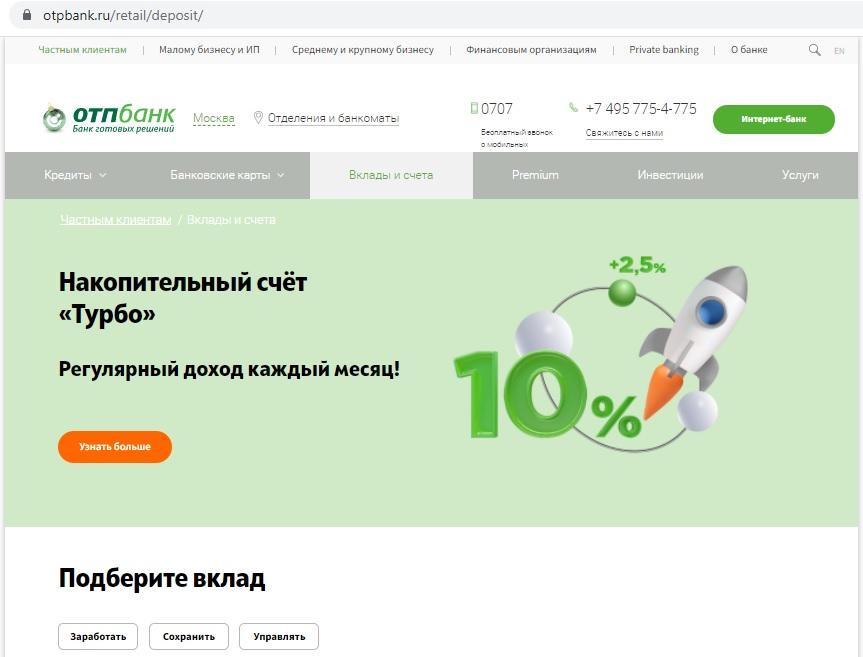 otpbank.ru/retail/deposit/
Частным клиентам | Малому бизнесу и ИП | Среднему и крупному бизнесу | Финансовым организациям | Private banking | О банке EN
отпбанк
Банк готовых решений
Москва
Отделения и банкоматы
0707
Бесплатный звонок
с мобильных
+7 495 775-4-775
Свяжитесь с нами
Интернет-банк
Кредиты Банковские карты Вклады и счета Premium Инвестиции Услуги
Частным клиентам / Вклады и счета
Накопительный счёт
«Турбо»
Регулярный доход каждый месяц!
Узнать больше
+2,5%
10%
Подберите вклад
Заработать Сохранить Управлять